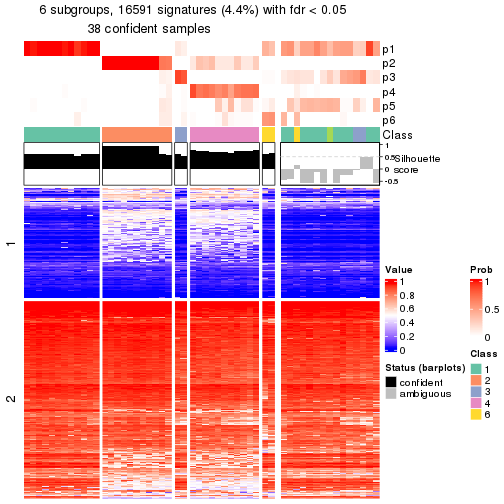 6 subgroups, 16591 signatures (4.4%) with fdr < 0.05
38 confident samples
p1
p2
p3
p4
p5
p6
Class
1
0.5
0
-0.5
Silhouette
score
1
2
Value
1
0.8
0.6
0.4
0.2
0
Status (barplots)
confident
ambiguous
Prob
1
0.5
0
Class
1
2
3
4
6